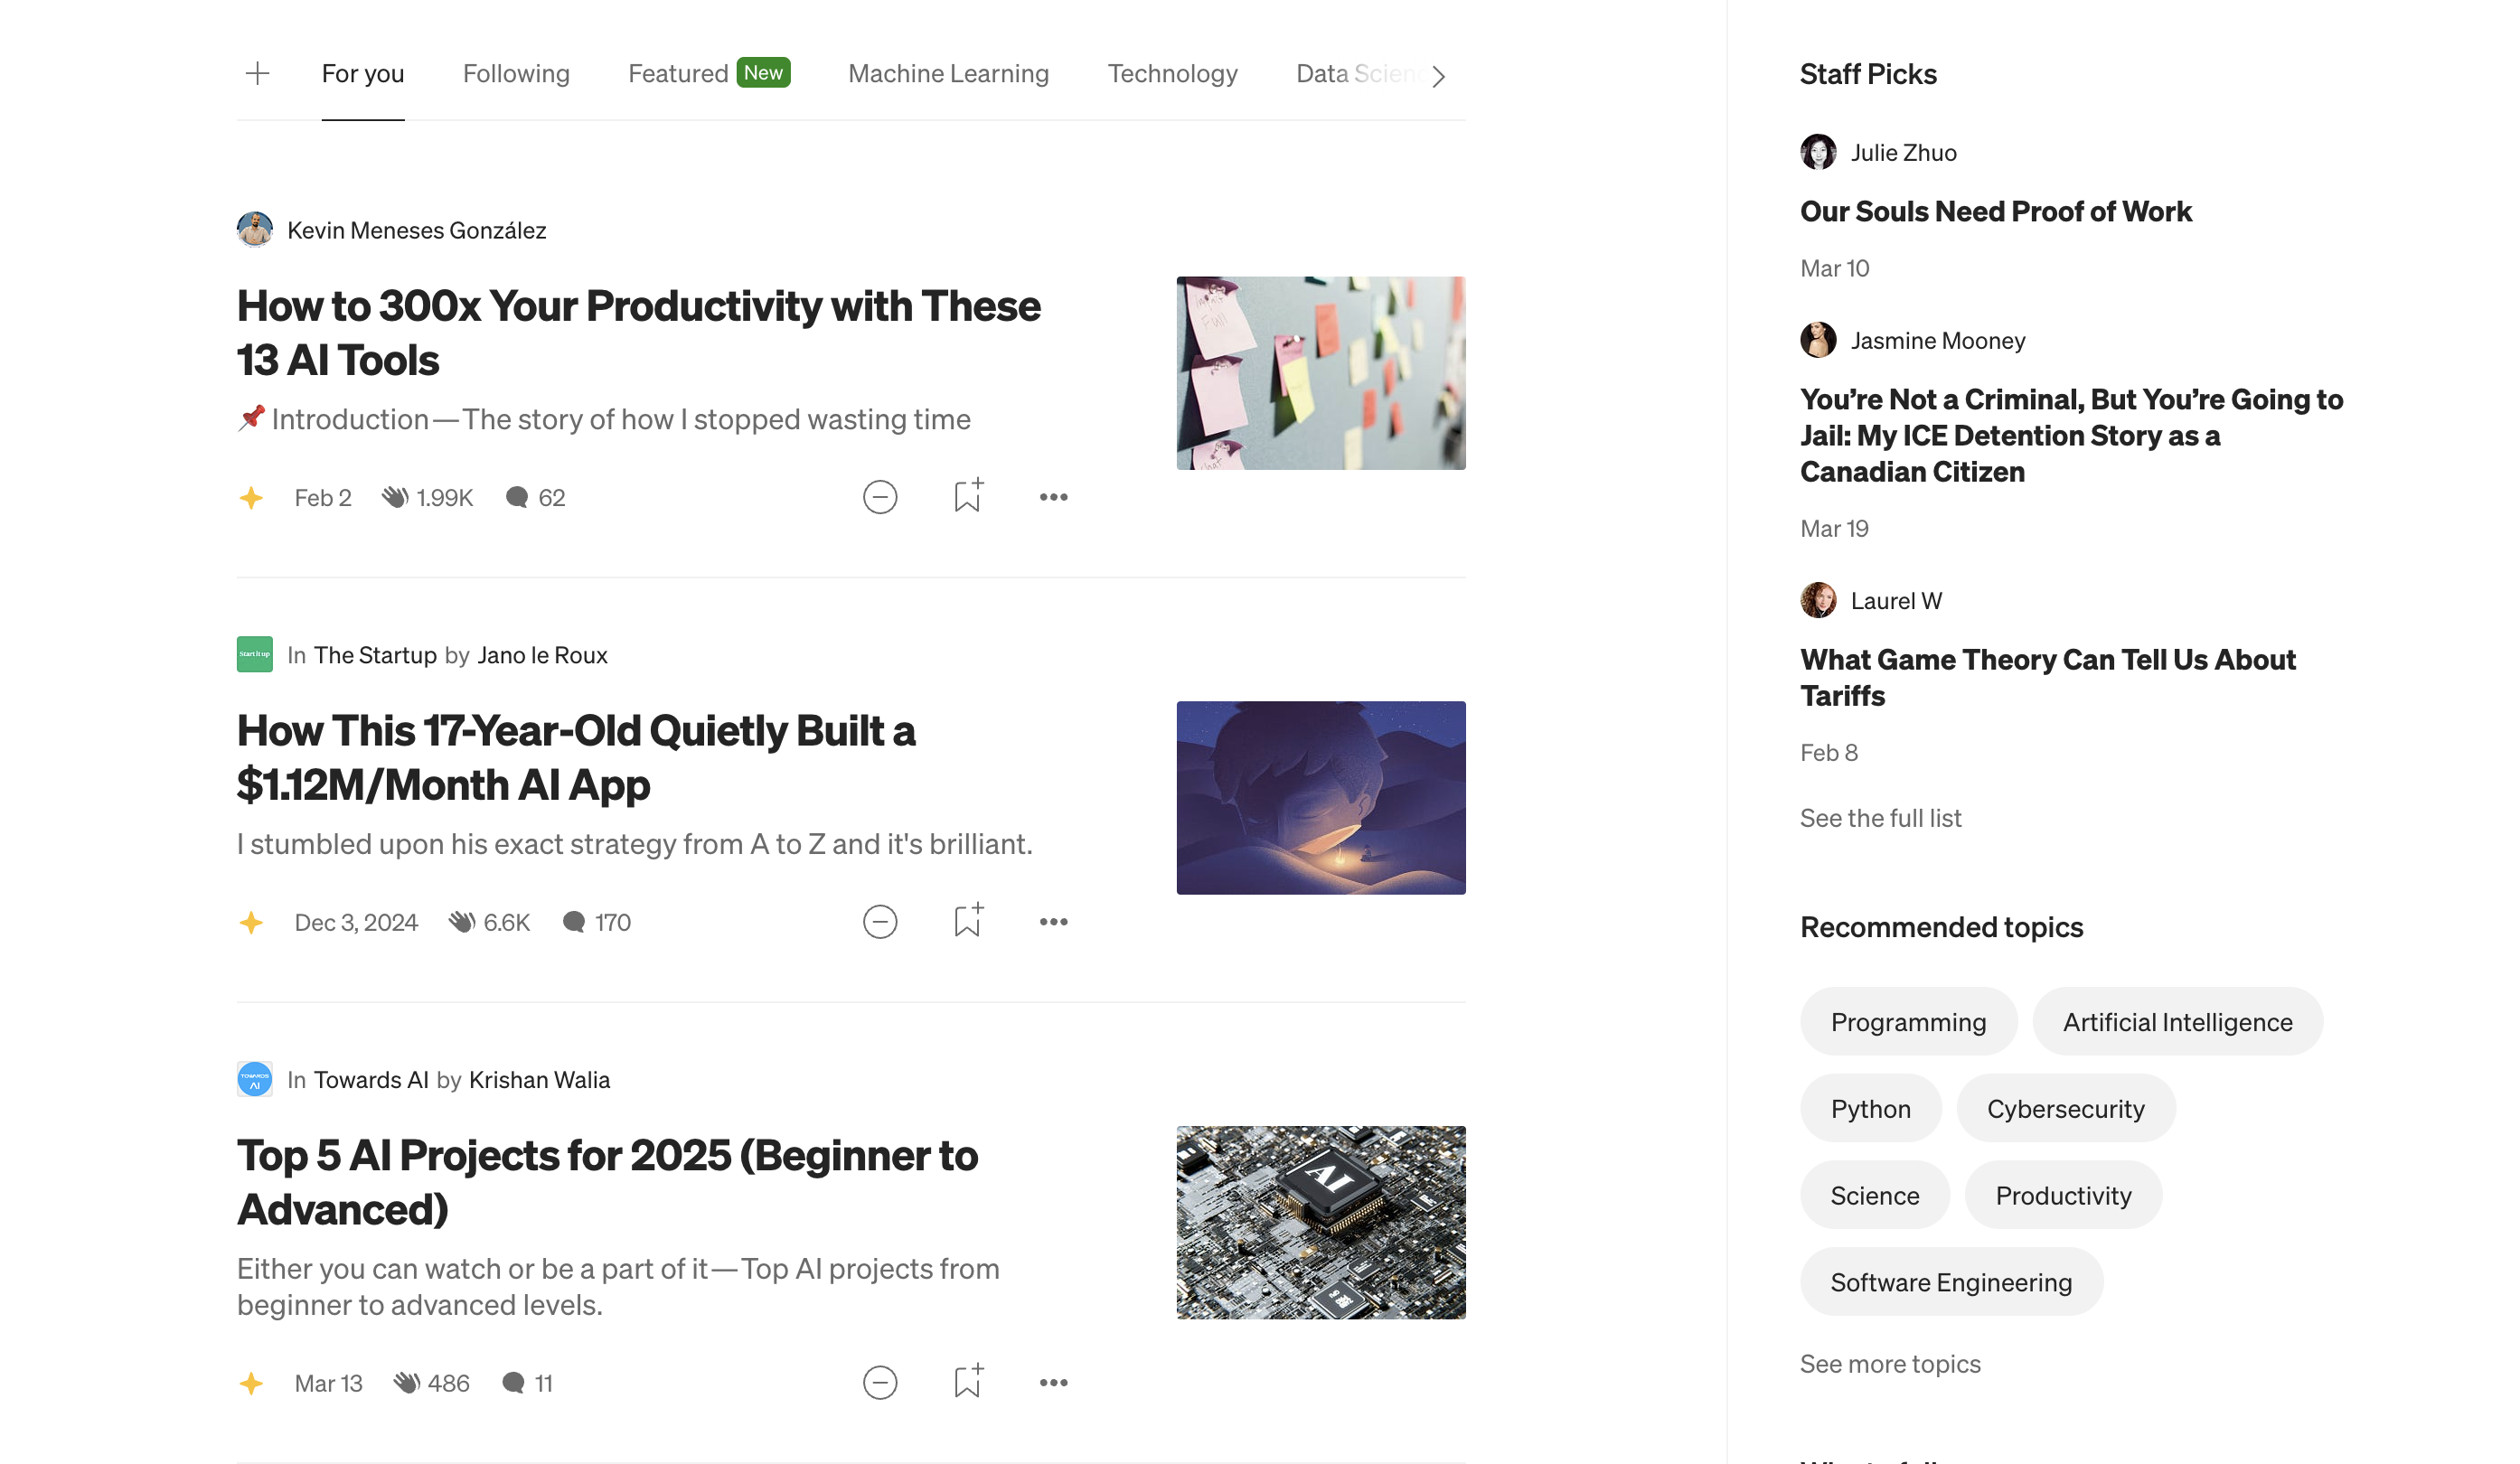 For you
Following
Featured New
Machine Learning
Technology
Data Scien
Kevin Meneses González
How to 300x Your Productivity with These
13 AI Tools
📌 Introduction — The story of how I stopped wasting time
Feb 2
1.99K
62
In The Startup by Jano le Roux
How This 17-Year-Old Quietly Built a
$1.12M/Month AI App
I stumbled upon his exact strategy from A to Z and it's brilliant.
Dec 3, 2024
6.6K
170
Start it up
In Towards AI by Krishan Walia
TOWARDS
AI
Top 5 AI Projects for 2025 (Beginner to
Advanced)
Either you can watch or be a part of it — Top AI projects from
beginner to advanced levels.
AI
Mar 13
486
11
Staff Picks
Julie Zhuo
Our Souls Need Proof of Work
Mar 10
Jasmine Mooney
You’re Not a Criminal, But You’re Going to
Jail: My ICE Detention Story as a
Canadian Citizen
Mar 19
Laurel W
What Game Theory Can Tell Us About
Tariffs
Feb 8
See the full list
Recommended topics
Programming
Artificial Intelligence
Python
Cybersecurity
Science
Productivity
Software Engineering
See more topics